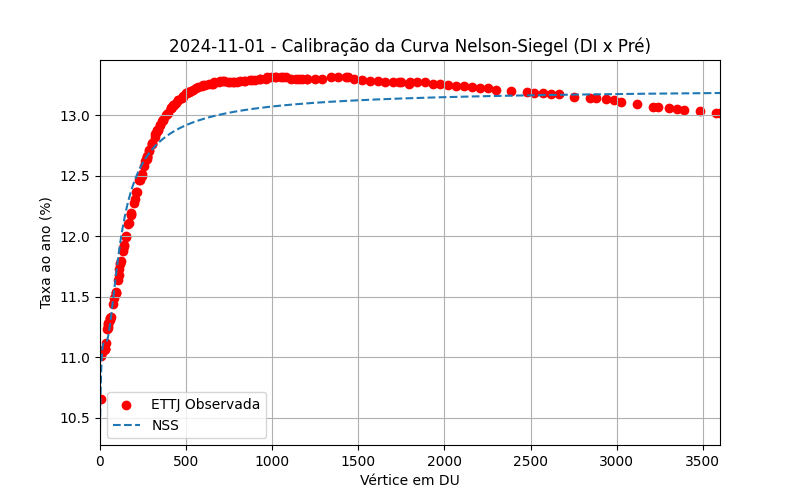 2024-11-01 - Calibração da Curva Nelson-Siegel (DI x Pré)
Taxa ao ano (%)
13.0
12.5
12.0
11.5
11.0
10.5
ETTJ Observada
NSS
0 500 1000 1500 2000 2500 3000 3500
Vértice em DU